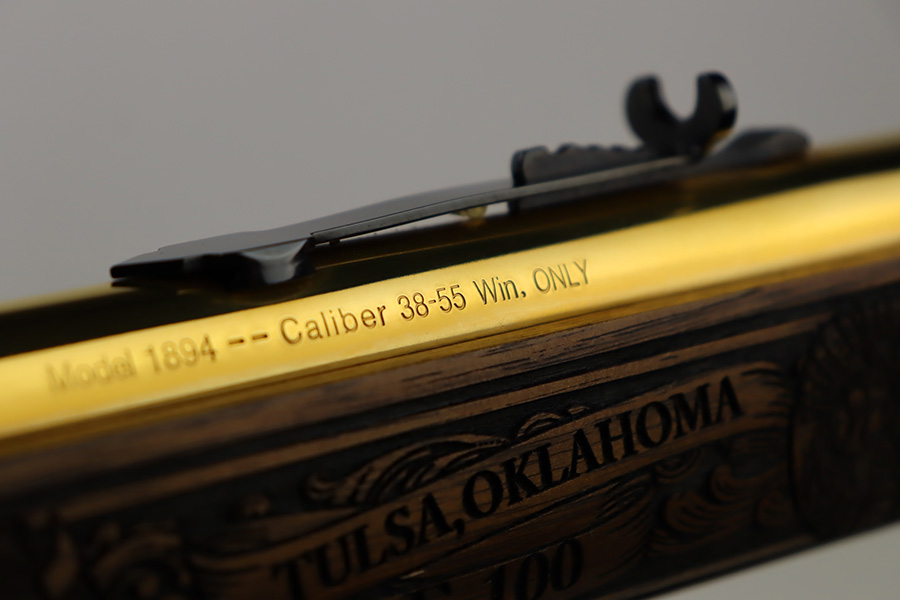 Model 1894 -- Caliber 38-55 Win, ONLY
TULSA, OKLAHOMA
100